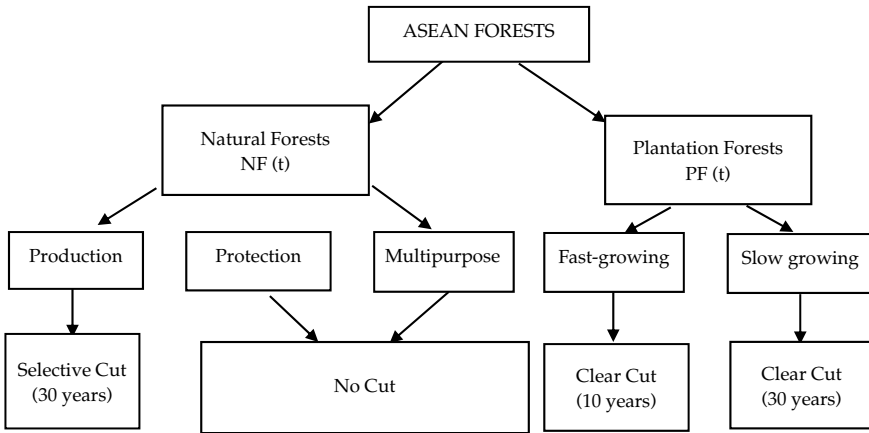 ASEAN FORESTS
Natural Forests
NF (t)
Plantation Forests
PF (t)
Production
Protection
Multipurpose
Fast-growing
Slow growing
Selective Cut
(30 years)
No Cut
Clear Cut
(10 years)
Clear Cut
(30 years)